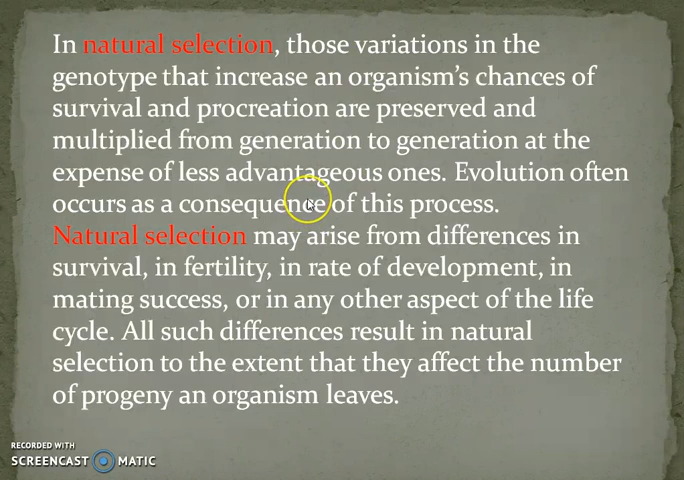 In natural selection, those variations in the
genotype that increase an organism's chances of
survival and procreation are preserved and
multiplied from generation to generation at the
expense of less advantageous ones. Evolution often
occurs as a consequence of this process.
Natural selection may arise from differences in
survival, in fertility, in rate of development, in
mating success, or in any other aspect of the life
cycle. All such differences result in natural
selection to the extent that they affect the number
of progeny an organism leaves.
RECORDED WITH
SCREENCAST MATIC